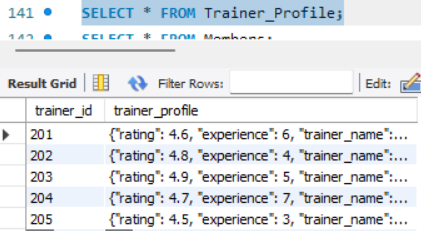 141 SELECT * FROM Trainer_Profile;
142 SELECT * FROM Members;
Result Grid Filter Rows: Edit:
trainer_id trainer_profile
201 {"rating": 4.6, "experience": 6, "trainer_name":...
202 {"rating": 4.8, "experience": 4, "trainer_name":...
203 {"rating": 4.9, "experience": 5, "trainer_name":...
204 {"rating": 4.7, "experience": 7, "trainer_name":...
205 {"rating": 4.5, "experience": 3, "trainer_name":...